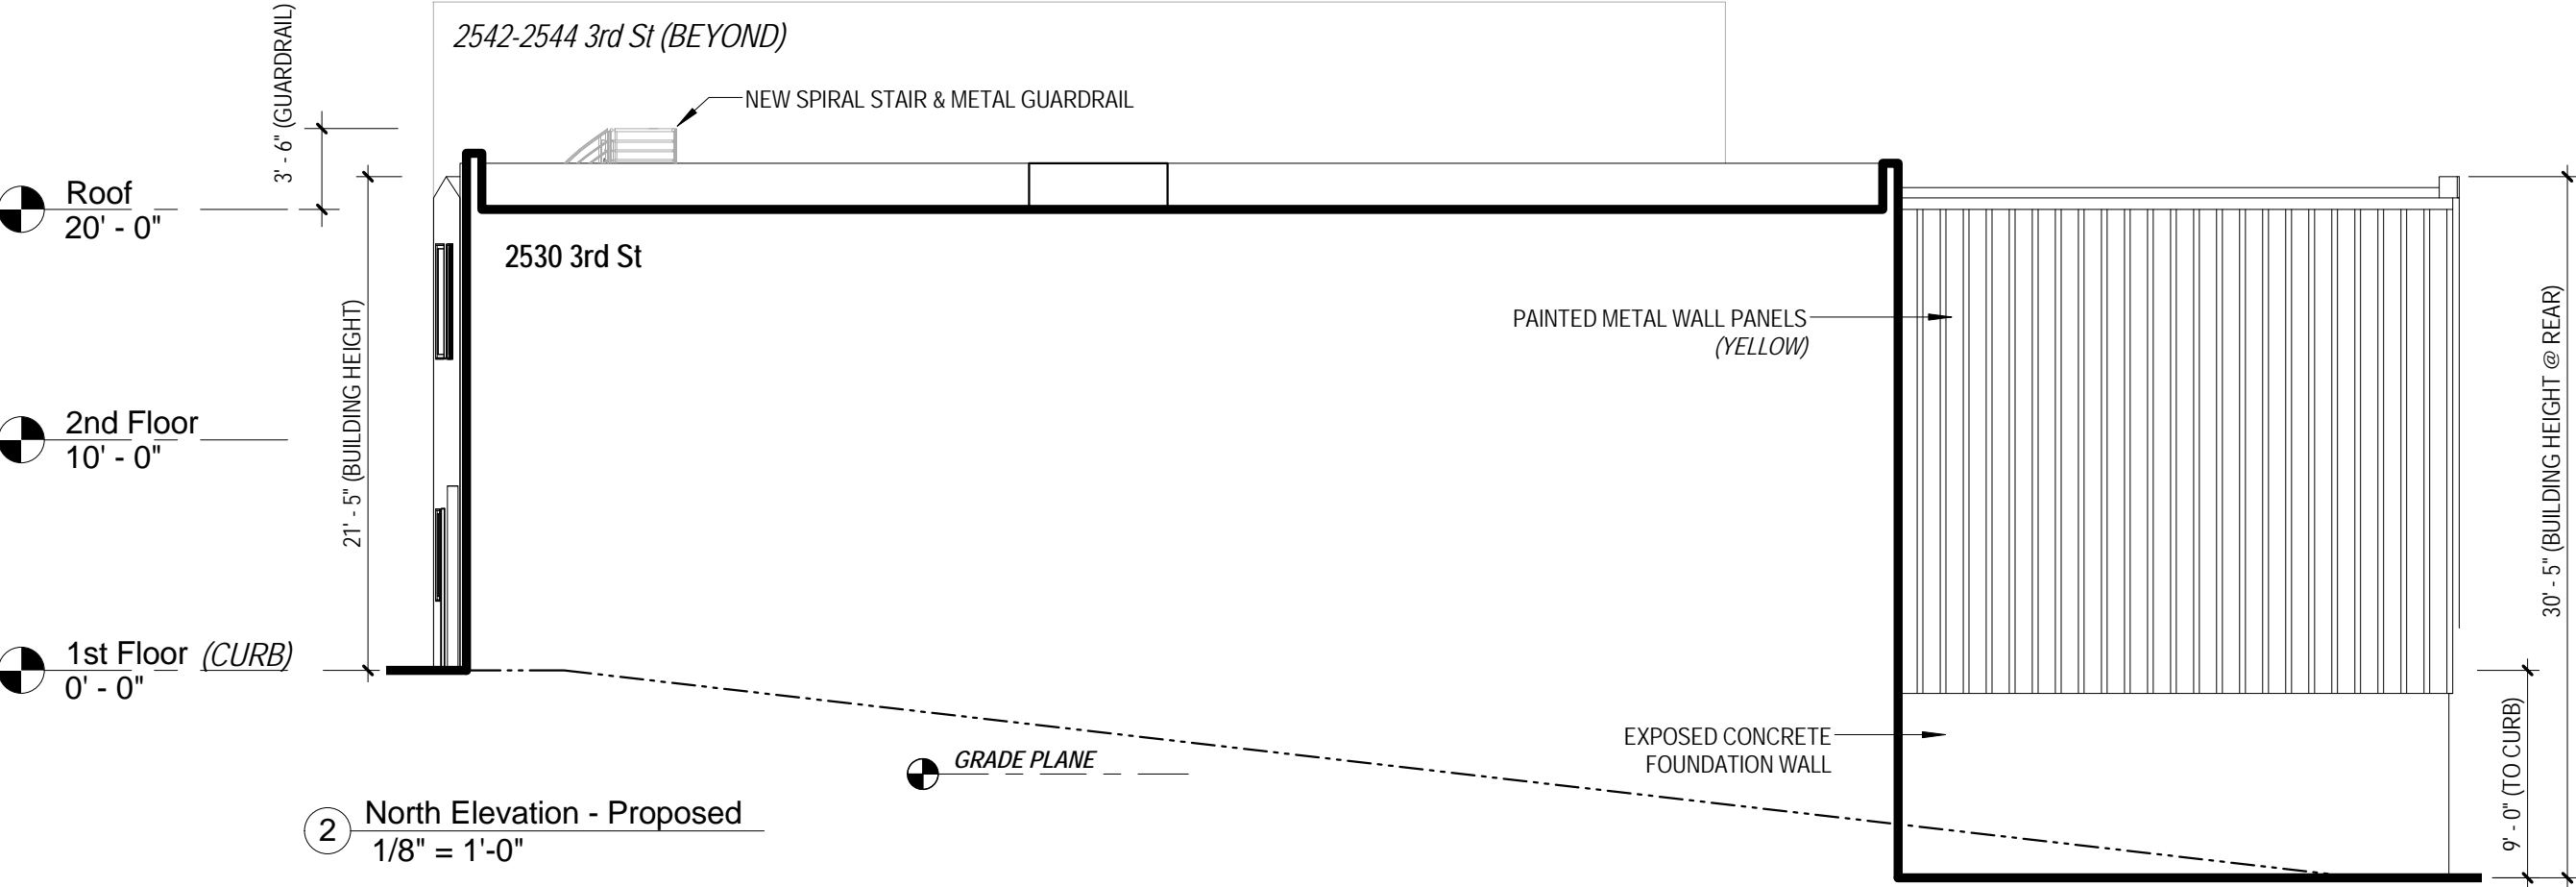 2542-2544 3rd St (BEYOND)
3' - 6" (GUARDRAIL)
NEW SPIRAL STAIR & METAL GUARDRAIL
Roof
20' - 0"
2530 3rd St
21' - 5" (BUILDING HEIGHT)
PAINTED METAL WALL PANELS
(YELLOW)
30' - 5" (BUILDING HEIGHT @ REAR)
2nd Floor
10' - 0"
1st Floor (CURB)
0' - 0"
EXPOSED CONCRETE
FOUNDATION WALL
9' - 0" (TO CURB)
GRADE PLANE
2
North Elevation - Proposed
1/8" = 1'-0"